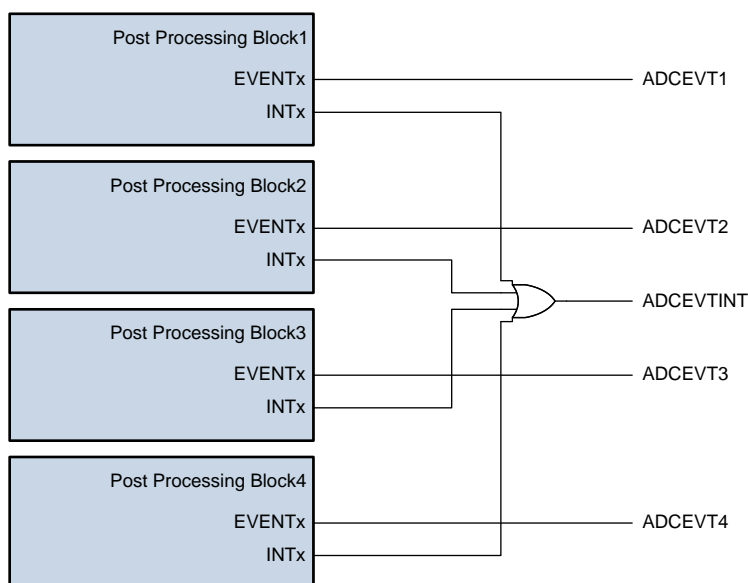 Post Processing Block1
EVENTx
ADCEVT1
INTx
Post Processing Block2
EVENTx
ADCEVT2
INTx
ADCEVTINT
Post Processing Block3
EVENTx
ADCEVT3
INTx
Post Processing Block4
EVENTx
ADCEVT4
INTx